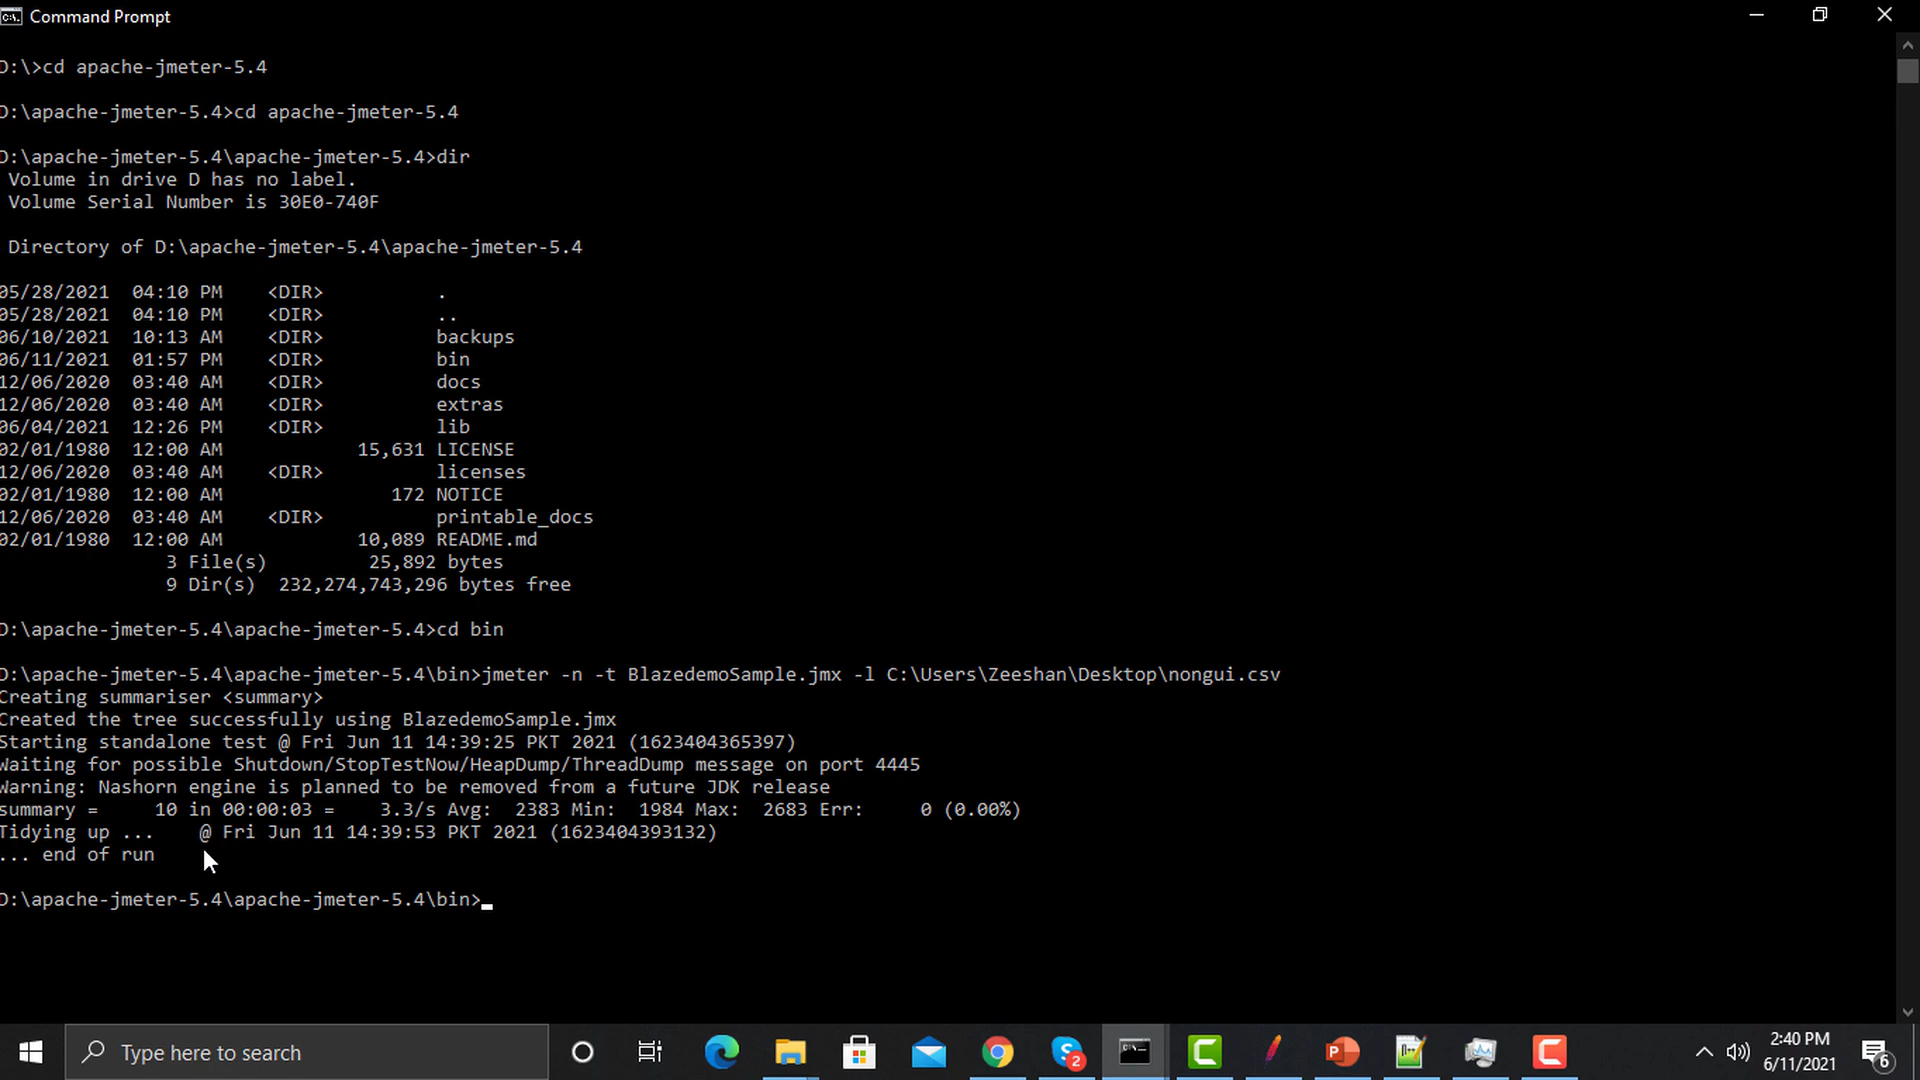 Command Prompt
D:\>cd apache-jmeter-5.4
D:\apache-jmeter-5.4>cd apache-jmeter-5.4
D:\apache-jmeter-5.4\apache-jmeter-5.4>dir
Volume in drive D has no label.
Volume Serial Number is 30E0-740F
Directory of D:\apache-jmeter-5.4\apache-jmeter-5.4
05/28/2021  04:10 PM    <DIR>          .
05/28/2021  04:10 PM    <DIR>          ..
06/10/2021  10:13 AM    <DIR>          backups
06/11/2021  01:57 PM    <DIR>          bin
12/06/2020  03:40 AM    <DIR>          docs
12/06/2020  03:40 AM    <DIR>          extras
06/04/2021  12:26 PM    <DIR>          lib
02/01/1980  12:00 AM            15,631 LICENSE
12/06/2020  03:40 AM    <DIR>          licenses
02/01/1980  12:00 AM               172 NOTICE
12/06/2020  03:40 AM    <DIR>          printable_docs
02/01/1980  12:00 AM            10,089 README.md
3 File(s)         25,892 bytes
9 Dir(s)  232,274,743,296 bytes free
D:\apache-jmeter-5.4\apache-jmeter-5.4>cd bin
D:\apache-jmeter-5.4\apache-jmeter-5.4\bin>jmeter -n -t BlazedemoSample.jmx -l C:\Users\Zeeshan\Desktop\nongui.csv
Creating summariser <summary>
Created the tree successfully using BlazedemoSample.jmx
Starting standalone test @ Fri Jun 11 14:39:25 PKT 2021 (1623404365397)
Waiting for possible Shutdown/StopTestNow/HeapDump/ThreadDump message on port 4445
Warning: Nashorn engine is planned to be removed from a future JDK release
summary =     10 in 00:00:03 =    3.3/s Avg:  2383 Min:  1984 Max:  2683 Err:     0 (0.00%)
Tidying up ...    @ Fri Jun 11 14:39:53 PKT 2021 (1623404393132)
... end of run
D:\apache-jmeter-5.4\apache-jmeter-5.4\bin>
Type here to search
2
2:40 PM
6/11/2021
6